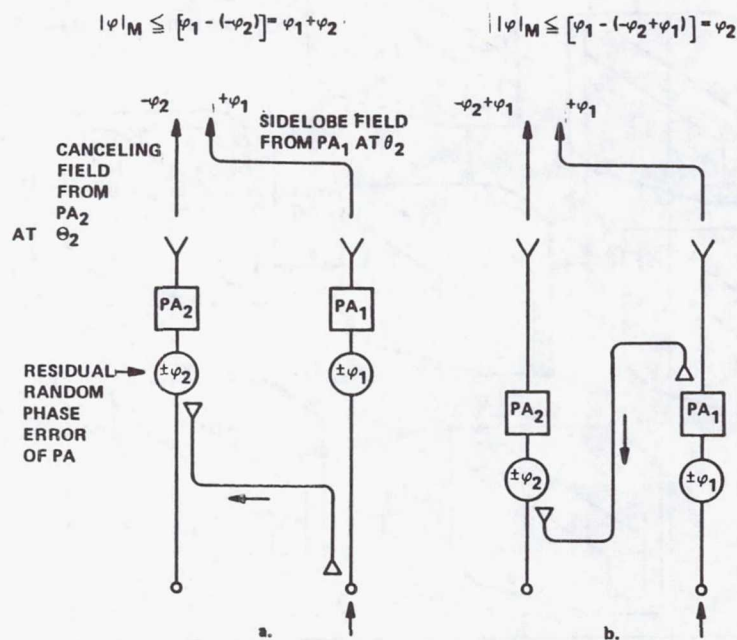 |φ|M ≦ [φ1 - (-φ2)] = φ1 + φ2
||φ|M ≦ [φ1 - (-φ2 + φ1)] = φ2
-φ2
+φ1
SIDELOBE FIELD
FROM PA1 AT θ2
CANCELING
FIELD
FROM
PA2
AT Θ2
-φ2+φ1
+φ1
PA2
PA1
RESIDUAL
RANDOM
PHASE
ERROR
OF PA
±φ2
±φ1
PA2
PA1
±φ2
±φ1
a.
b.